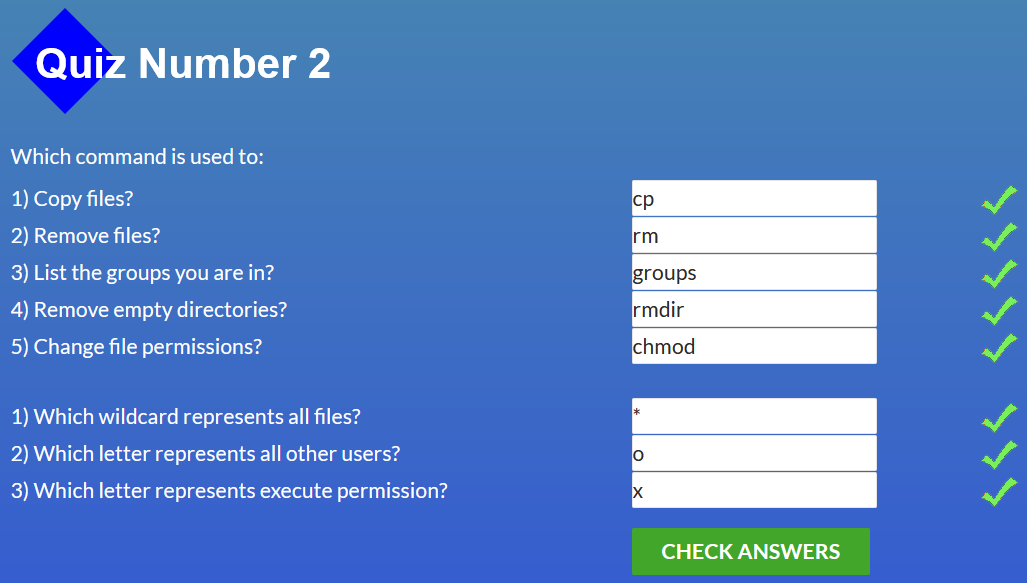 Quiz Number 2
Which command is used to:
1) Copy files? cp
2) Remove files? rm
3) List the groups you are in? groups
4) Remove empty directories? rmdir
5) Change file permissions? chmod
1) Which wildcard represents all files? *
2) Which letter represents all other users? o
3) Which letter represents execute permission? x
CHECK ANSWERS